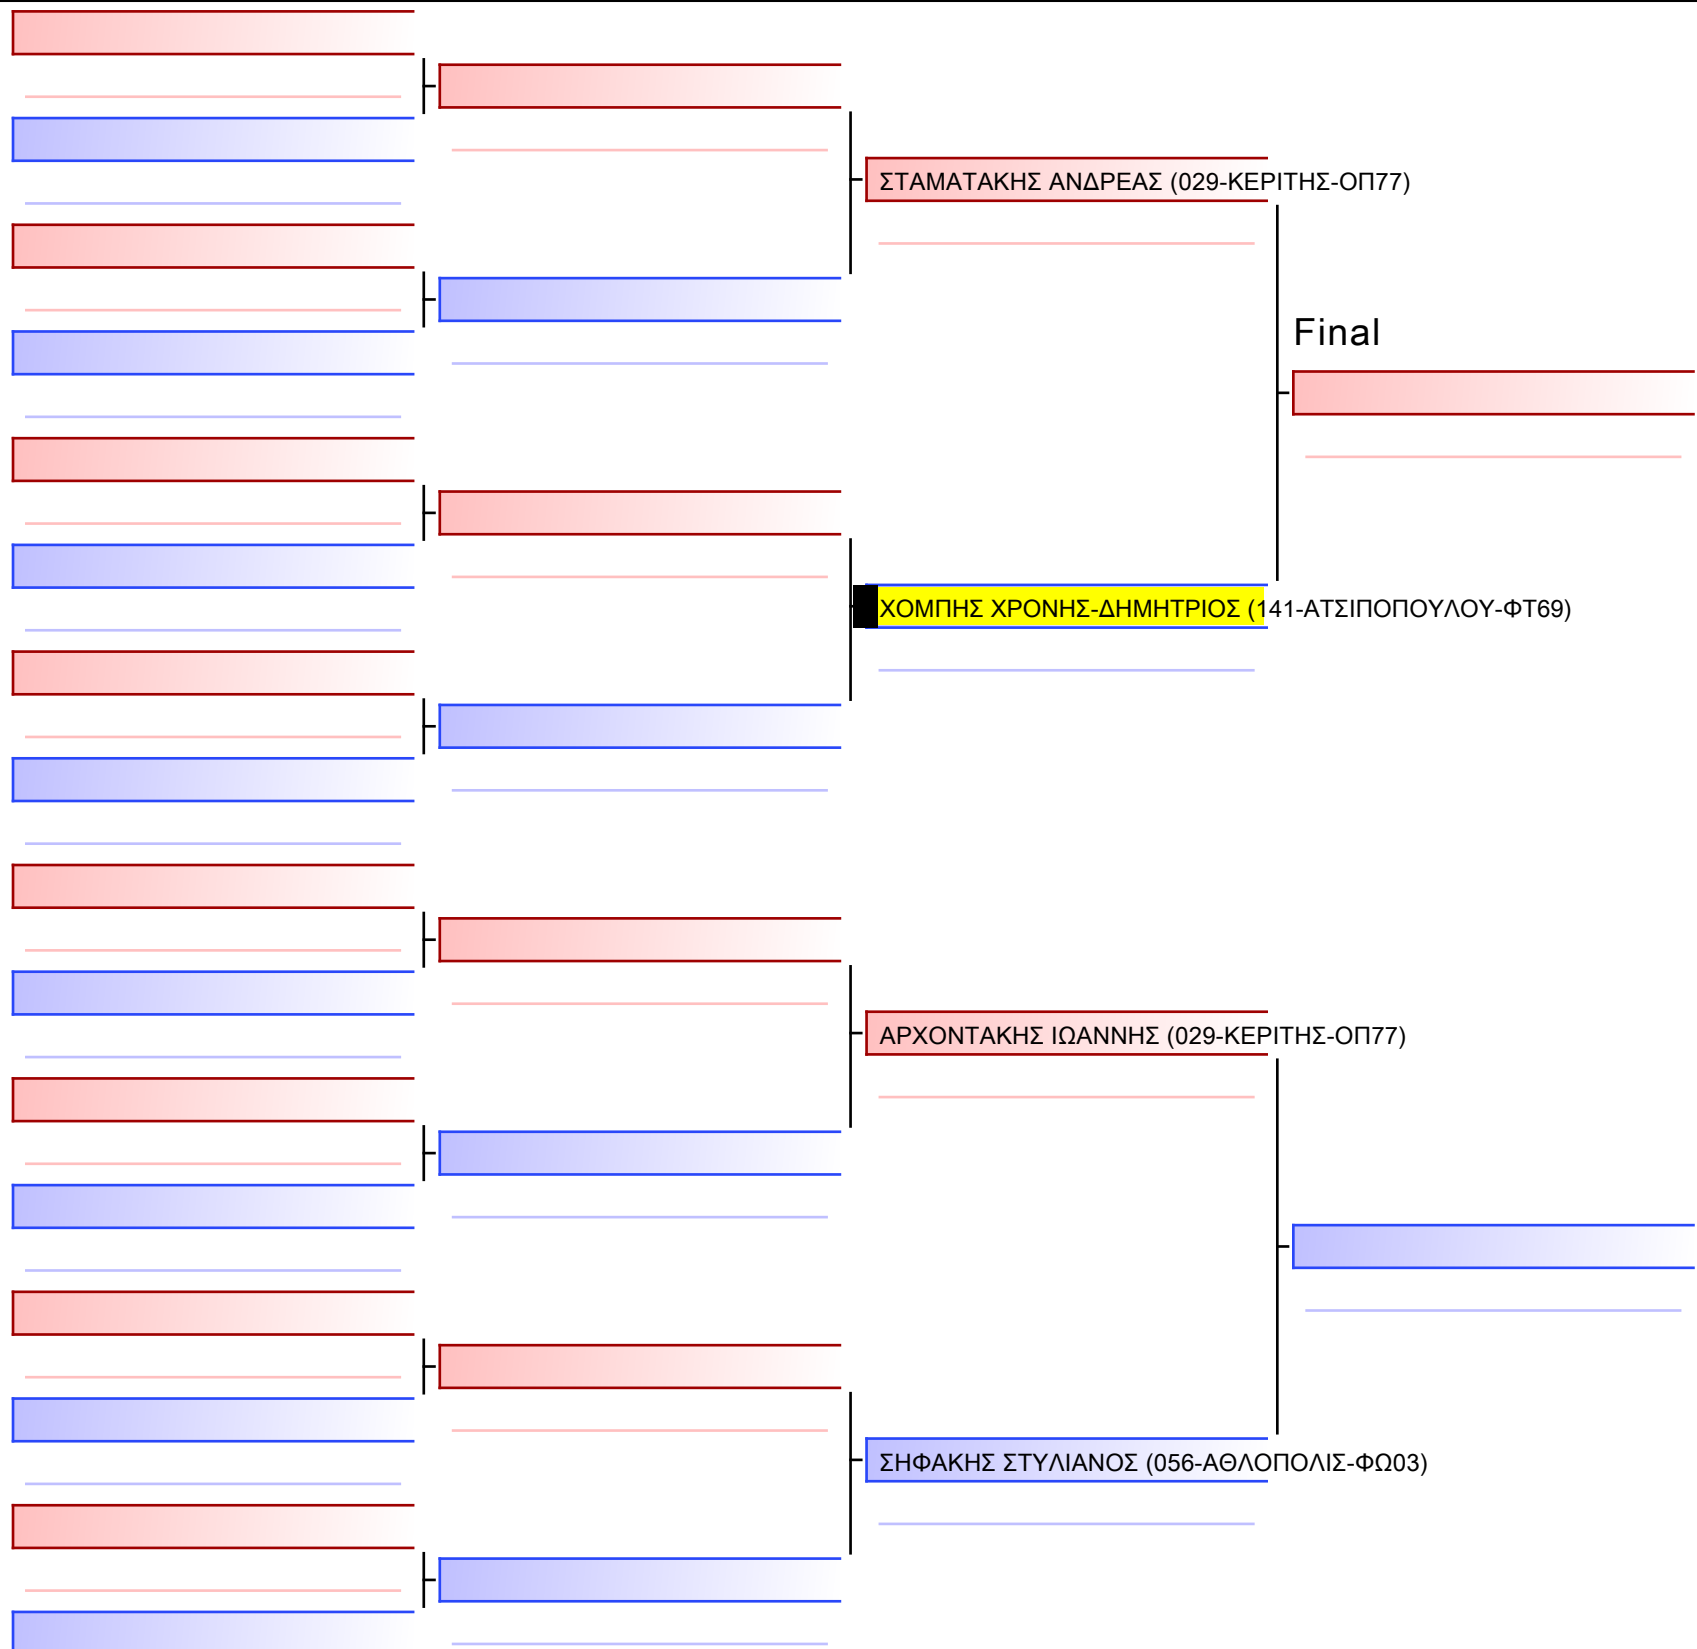 ΣΤΑΜΑΤΑΚΗΣ ΑΝΔΡΕΑΣ (029-ΚΕΡΙΤΗΣ-ΟΠ77)
Final
ΧΟΜΠΗΣ ΧΡΟΝΗΣ-ΔΗΜΗΤΡΙΟΣ (141-ΑΤΣΙΠΟΠΟΥΛΟΥ-ΦΤ69)
ΑΡΧΟΝΤΑΚΗΣ ΙΩΑΝΝΗΣ (029-ΚΕΡΙΤΗΣ-ΟΠ77)
ΣΗΦΑΚΗΣ ΣΤΥΛΙΑΝΟΣ (056-ΑΘΛΟΠΟΛΙΣ-ΦΩ03)